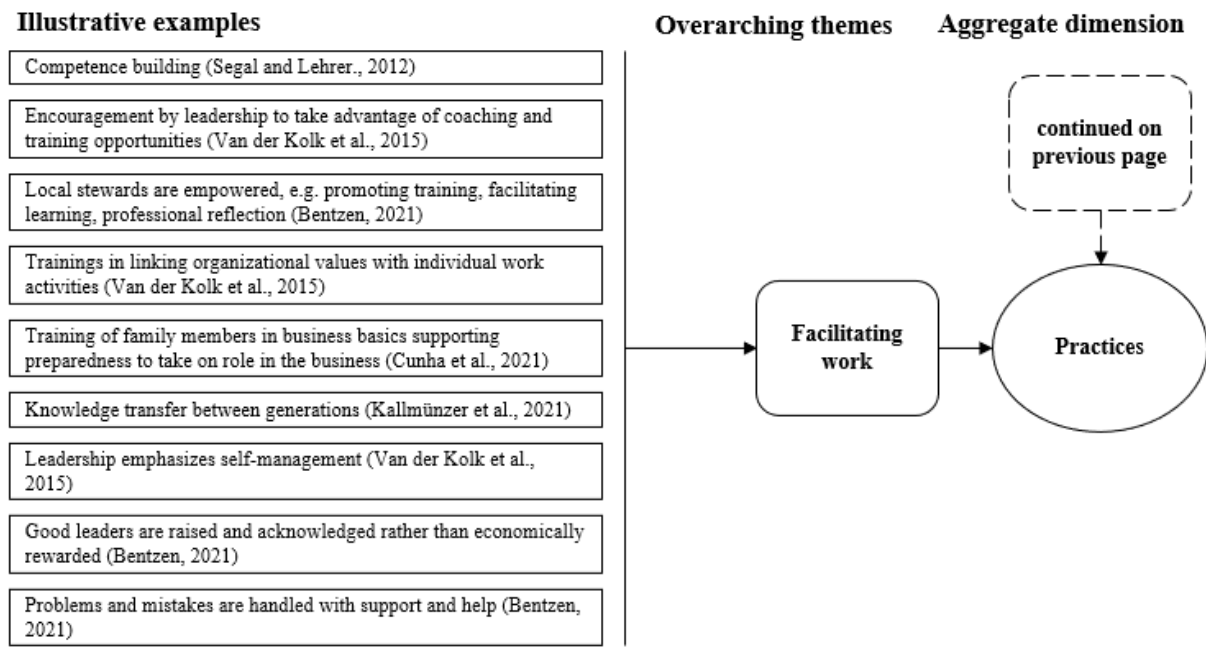 Illustrative examples
Overarching themes
Aggregate dimension
Competence building (Segal and Lehrer., 2012)
Encouragement by leadership to take advantage of coaching and
training opportunities (Van der Kolk et al., 2015)
Local stewards are empowered, e.g. promoting training, facilitating
learning, professional reflection (Bentzen, 2021)
Trainings in linking organizational values with individual work
activities (Van der Kolk et al., 2015)
Training of family members in business basics supporting
preparedness to take on role in the business (Cunha et al., 2021)
Knowledge transfer between generations (Kallmünzer et al., 2021)
Leadership emphasizes self-management (Van der Kolk et al.,
2015)
Good leaders are raised and acknowledged rather than economically
rewarded (Bentzen, 2021)
Problems and mistakes are handled with support and help (Bentzen,
2021)
Facilitating
work
continued on
previous page
Practices